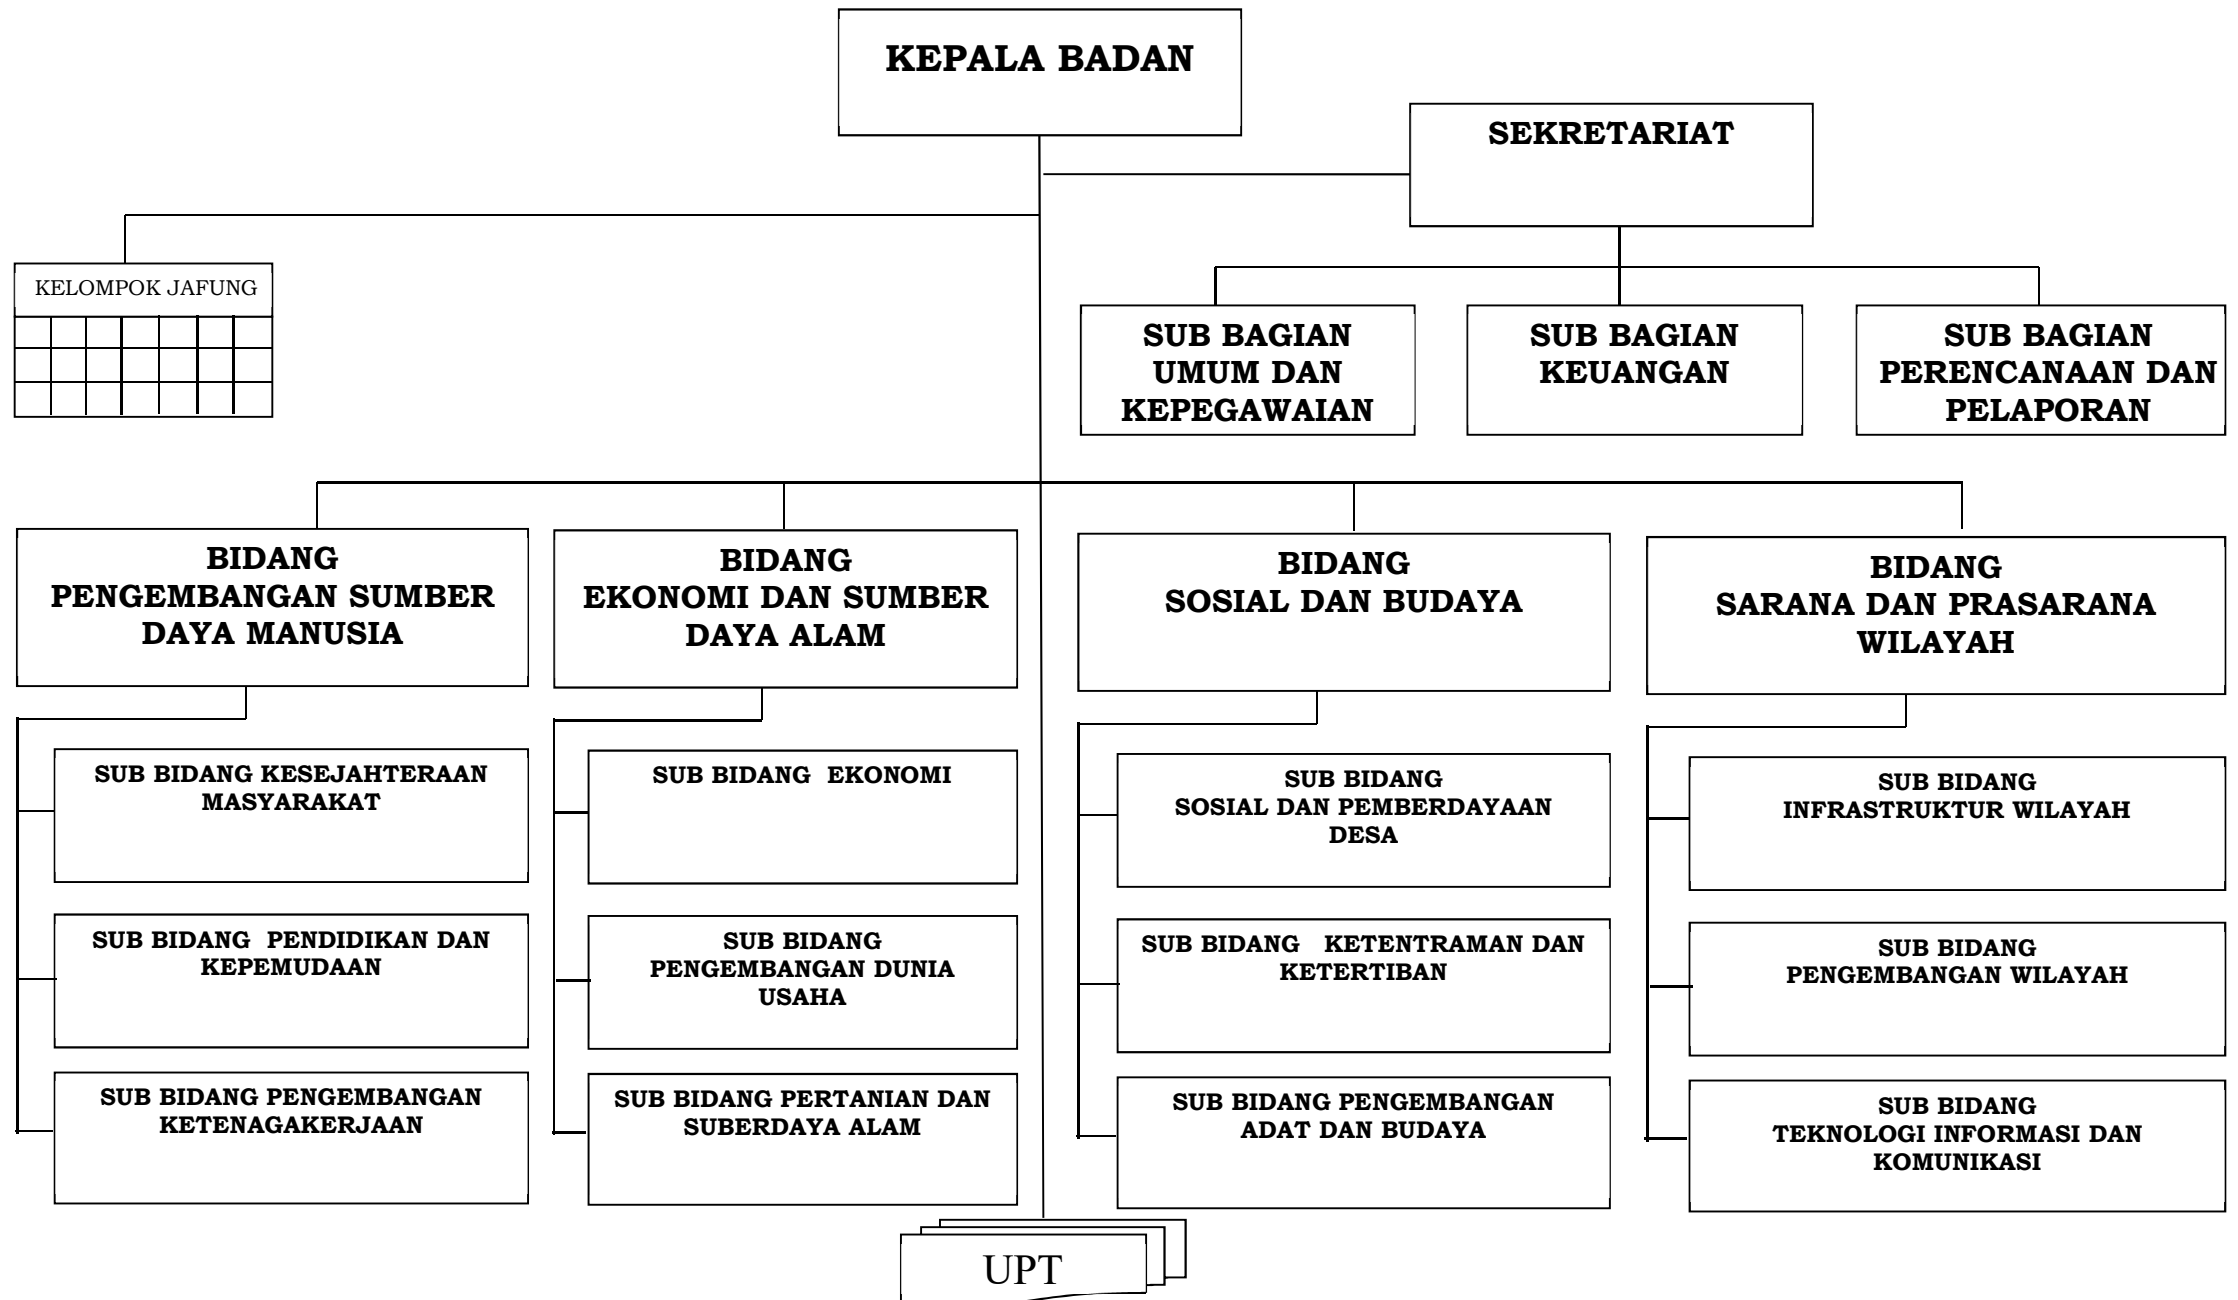 KEPALA BADAN
SEKRETARIAT
KELOMPOK JAFUNG
SUB BAGIAN
UMUM DAN
KEPEGAWAIAN
SUB BAGIAN
KEUANGAN
SUB BAGIAN
PERENCANAAN DAN
PELAPORAN
BIDANG
PENGEMBANGAN SUMBER
DAYA MANUSIA
BIDANG
EKONOMI DAN SUMBER
DAYA ALAM
BIDANG
SOSIAL DAN BUDAYA
BIDANG
SARANA DAN PRASARANA
WILAYAH
SUB BIDANG KESEJAHTERAAN
MASYARAKAT
SUB BIDANG  EKONOMI
SUB BIDANG
SOSIAL DAN PEMBERDAYAAN
DESA
SUB BIDANG
INFRASTRUKTUR WILAYAH
SUB BIDANG  PENDIDIKAN DAN
KEPEMUDAAN
SUB BIDANG
PENGEMBANGAN DUNIA
USAHA
SUB BIDANG   KETENTRAMAN DAN
KETERTIBAN
SUB BIDANG
PENGEMBANGAN WILAYAH
SUB BIDANG PENGEMBANGAN
KETENAGAKERJAAN
SUB BIDANG PERTANIAN DAN
SUBERDAYA ALAM
SUB BIDANG PENGEMBANGAN
ADAT DAN BUDAYA
SUB BIDANG
TEKNOLOGI INFORMASI DAN
KOMUNIKASI
UPT